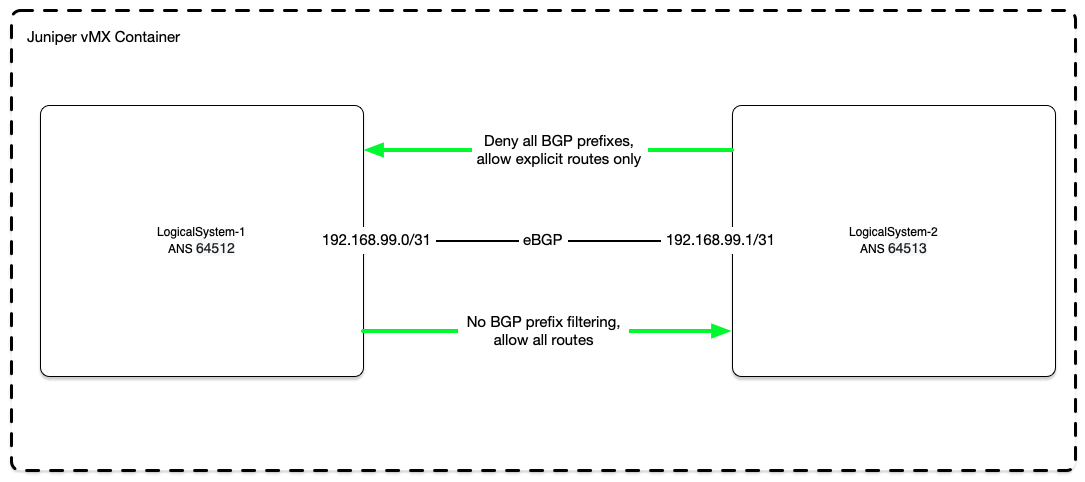 Juniper vMX Container
Deny all BGP prefixes,
allow explicit routes only
LogicalSystem-1
ANS 64512
192.168.99.0/31
eBGP
192.168.99.1/31
LogicalSystem-2
ANS 64513
No BGP prefix filtering,
allow all routes